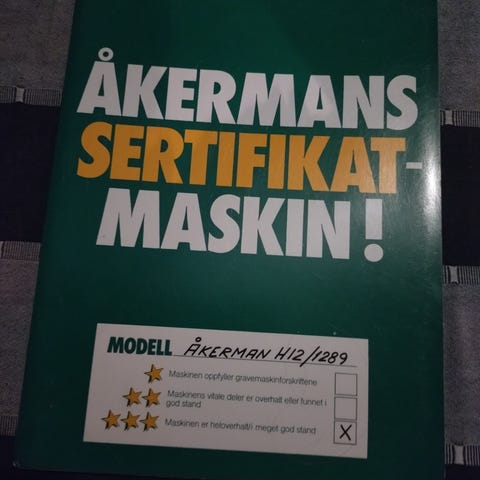 ÅKERMANS
SERTIFIKAT-
MASKIN!
MODELL ÅKERMAN H12/1289
Maskinen oppfyller gravemaskinforskriftene
Maskinens vitale deler er overhalt eller funnet i
god stand
Maskinen er heloverhalt/i meget god stand X